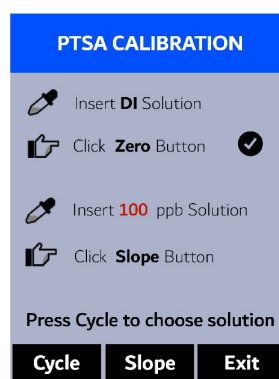 PTSA CALIBRATION
Insert DI Solution
Click Zero Button
Insert 100 ppb Solution
Click Slope Button
Press Cycle to choose solution
Cycle Slope Exit